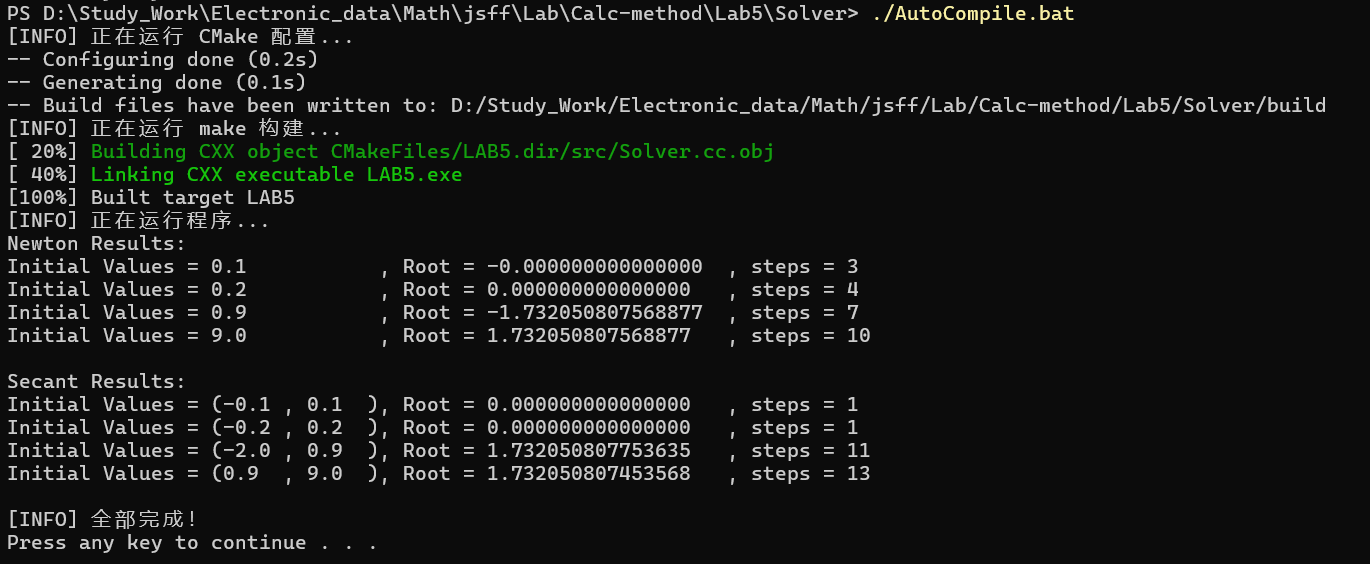 PS D:\Study_Work\Electronic_data\Math\jsff\Lab\Calc-method\Lab5\Solver> ./AutoCompile.bat
[INFO] 正在运行 CMake 配置...
-- Configuring done (0.2s)
-- Generating done (0.1s)
-- Build files have been written to: D:/Study_Work/Electronic_data/Math/jsff/Lab/Calc-method/Lab5/Solver/build
[INFO] 正在运行 make 构建...
[ 20%] Building CXX object CMakeFiles/LAB5.dir/src/Solver.cc.obj
[ 40%] Linking CXX executable LAB5.exe
[100%] Built target LAB5
[INFO] 正在运行程序...
Newton Results:
Initial Values = 0.1           , Root = -0.000000000000000  , steps = 3
Initial Values = 0.2           , Root = 0.000000000000000   , steps = 4
Initial Values = 0.9           , Root = -1.732050807568877  , steps = 7
Initial Values = 9.0           , Root = 1.732050807568877   , steps = 10

Secant Results:
Initial Values = (-0.1 , 0.1  ), Root = 0.000000000000000   , steps = 1
Initial Values = (-0.2 , 0.2  ), Root = 0.000000000000000   , steps = 1
Initial Values = (-2.0 , 0.9  ), Root = 1.732050807753635   , steps = 11
Initial Values = (0.9  , 9.0  ), Root = 1.732050807453568   , steps = 13

[INFO] 全部完成!
Press any key to continue . . .